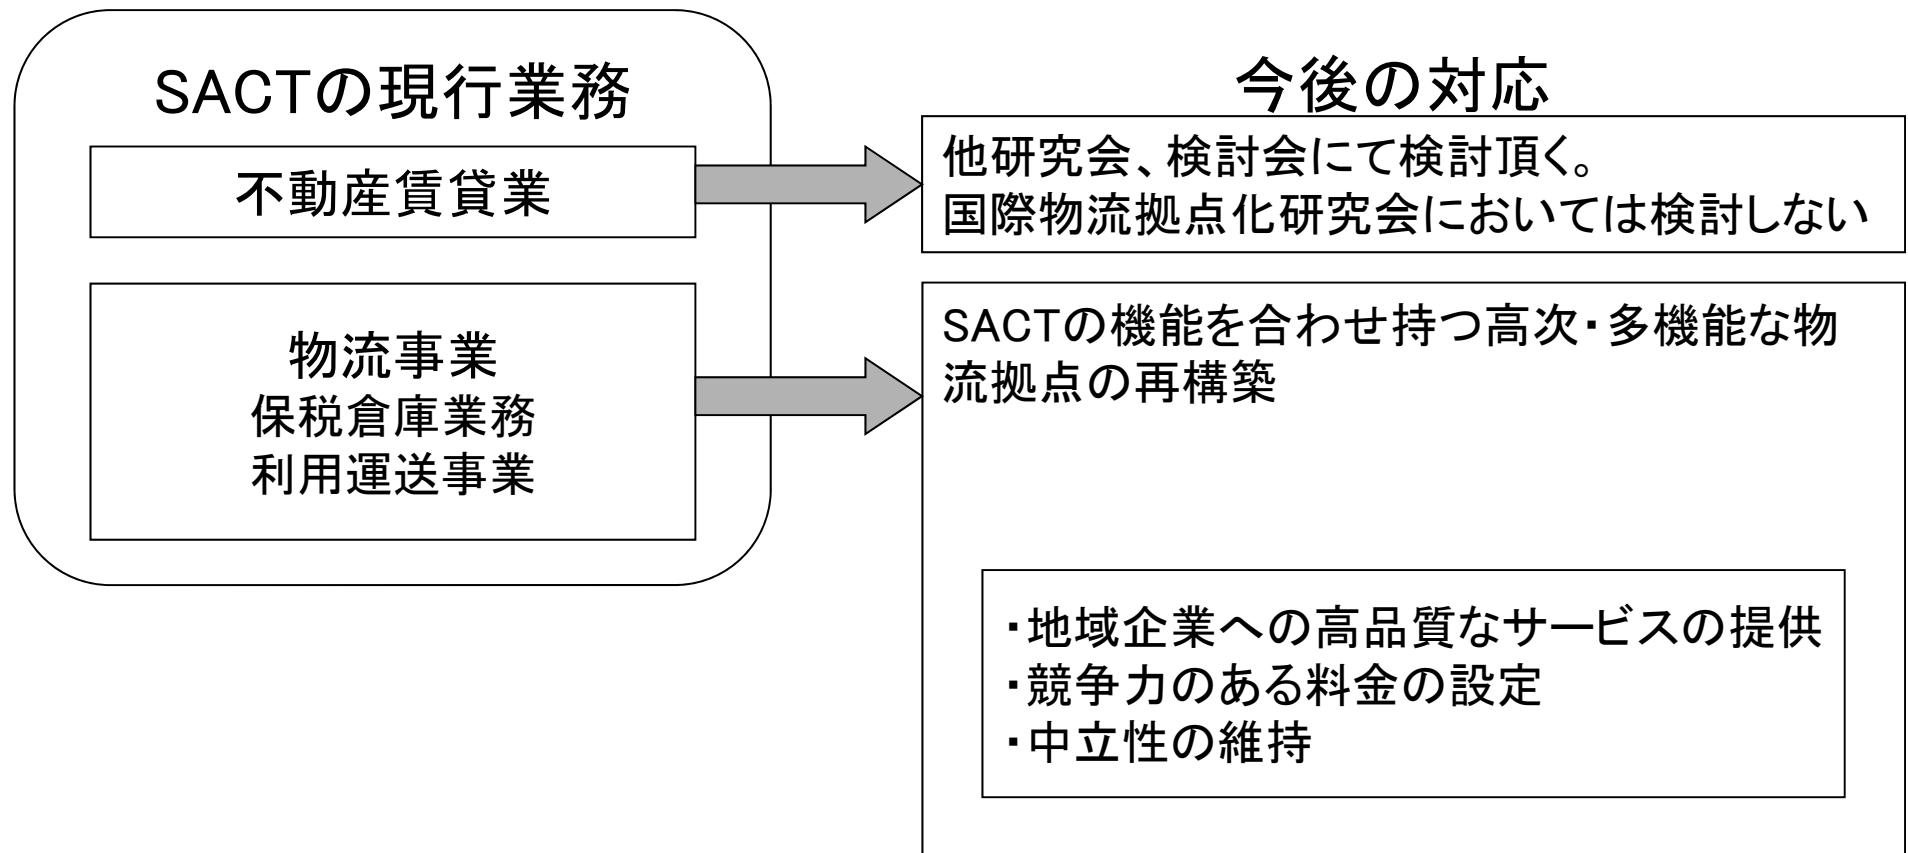 SACTの現行業務
不動産賃貸業
物流事業
保税倉庫業務
利用運送事業
今後の対応
他研究会、検討会にて検討頂く。
国際物流拠点化研究会においては検討しない
SACTの機能を合わせ持つ高次・多機能な物
流拠点の再構築
・地域企業への高品質なサービスの提供
・競争力のある料金の設定
・中立性の維持